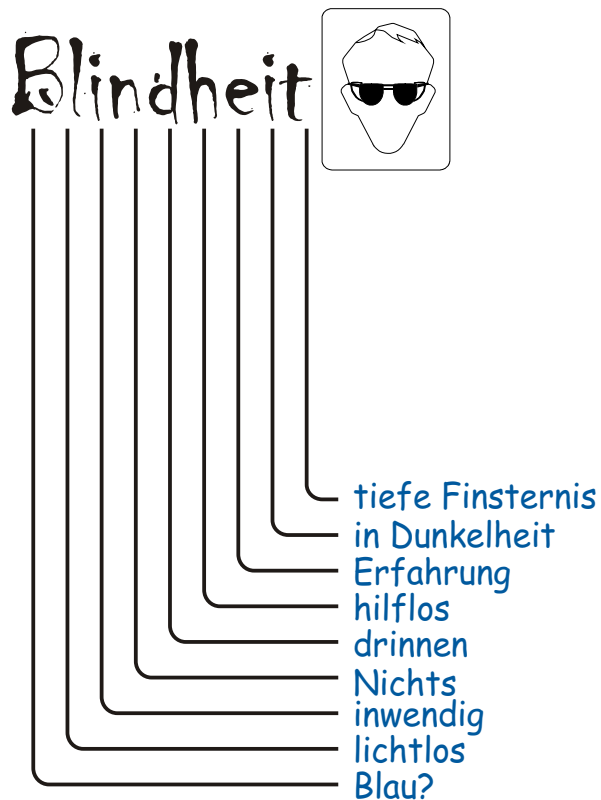 Blindheit
tiefe Finsternis
in Dunkelheit
Erfahrung
hilflos
drinnen
Nichts
inwendig
lichtlos
Blau?